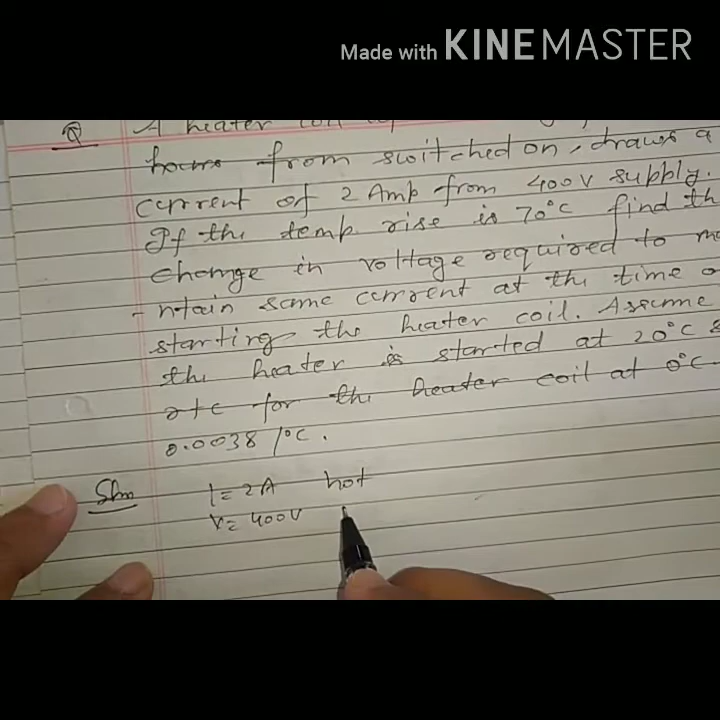 Made with KINEMASTER
Q A heater coil
hours from switched on, draws a
current of 2 Amp from 400V supply.
If the temp rise is 70°C find th
change in voltage required to ma
-ntain same current at the time o
starting the heater coil. Assume
the heater is started at 20°C &
rtc for the heater coil at 0°C
0.0038 /°C.
Sln I = 2A hot
V = 400V